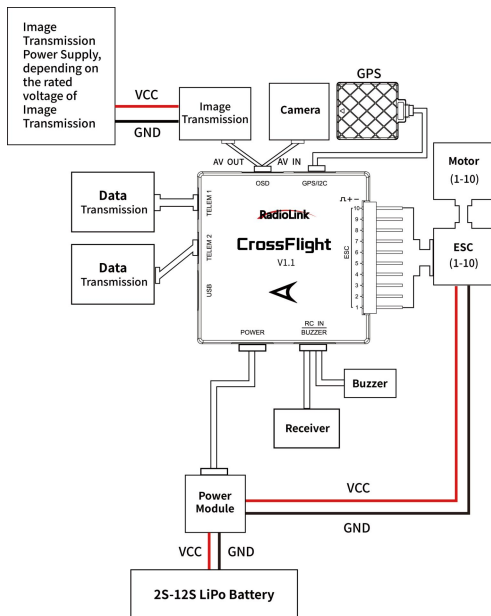 Image
Transmission
Power Supply,
depending on
the rated
voltage of
Image
Transmission
VCC
GND
Image
Transmission
Camera
GPS
AV OUT
AV IN
OSD
GPS/I2C
Motor
(1-10)
ESC
(1-10)
Data
Transmission
TELEM 1
Data
Transmission
TELEM 2
USB
RadioLink
CrossFlight
V1.1
+ -
ESC
10
9
8
7
6
5
4
3
2
1
POWER
RC IN
BUZZER
Buzzer
Receiver
Power
Module
VCC
GND
VCC
GND
2S-12S LiPo Battery